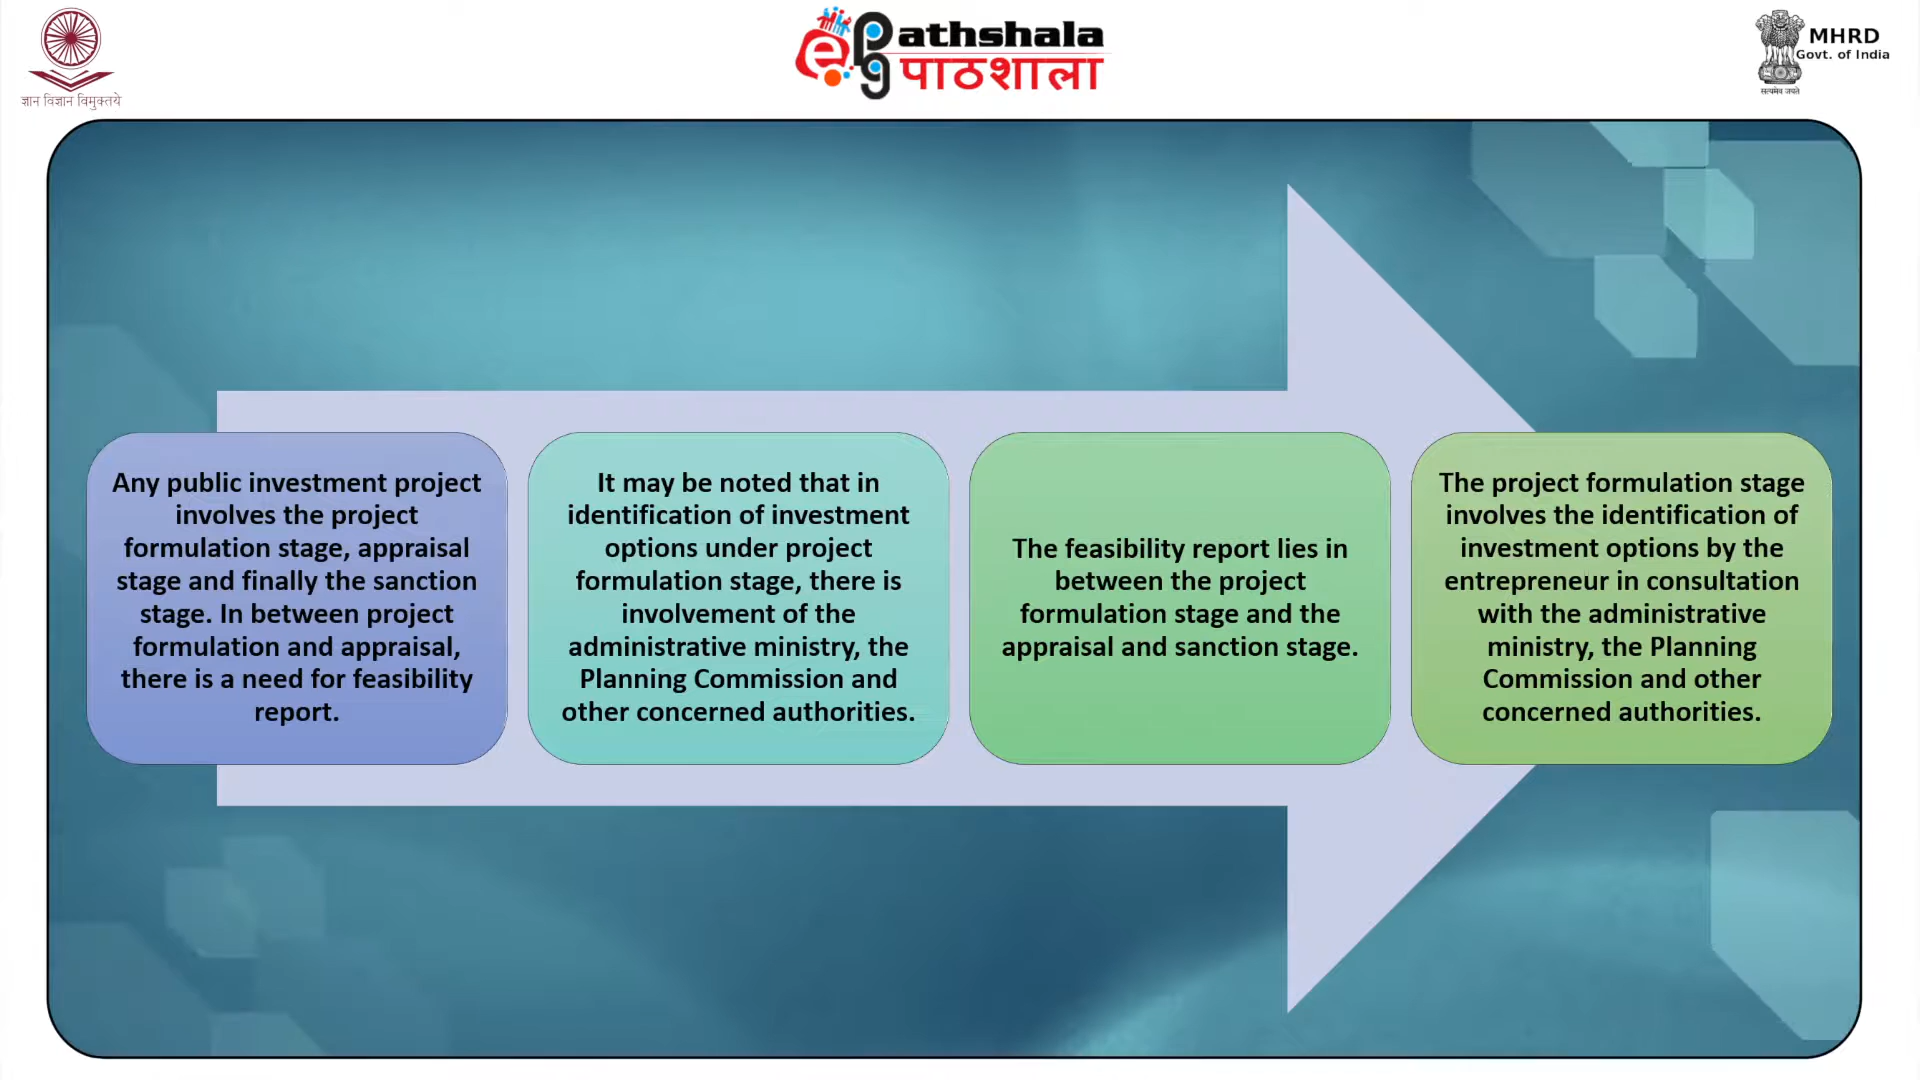 ज्ञान विज्ञान विमुक्तये
e
Pg
athshala
पाठशाला
MHRD
Govt. of India
सत्यमेव जयते
Any public investment project
involves the project
formulation stage, appraisal
stage and finally the sanction
stage. In between project
formulation and appraisal,
there is a need for feasibility
report.
It may be noted that in
identification of investment
options under project
formulation stage, there is
involvement of the
administrative ministry, the
Planning Commission and
other concerned authorities.
The feasibility report lies in
between the project
formulation stage and the
appraisal and sanction stage.
The project formulation stage
involves the identification of
investment options by the
entrepreneur in consultation
with the administrative
ministry, the Planning
Commission and other
concerned authorities.